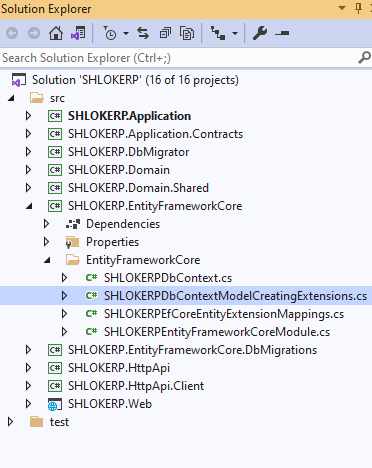 Solution Explorer
Search Solution Explorer (Ctrl+;)
Solution 'SHLOKERP' (16 of 16 projects)
src
C# SHLOKERP.Application
C# SHLOKERP.Application.Contracts
C# SHLOKERP.DbMigrator
C# SHLOKERP.Domain
C# SHLOKERP.Domain.Shared
C# SHLOKERP.EntityFrameworkCore
Dependencies
Properties
EntityFrameworkCore
C# SHLOKERPDbContext.cs
C# SHLOKERPDbContextModelCreatingExtensions.cs
C# SHLOKERPEfCoreEntityExtensionMappings.cs
C# SHLOKERPEntityFrameworkCoreModule.cs
C# SHLOKERP.EntityFrameworkCore.DbMigrations
C# SHLOKERP.HttpApi
C# SHLOKERP.HttpApi.Client
SHLOKERP.Web
test